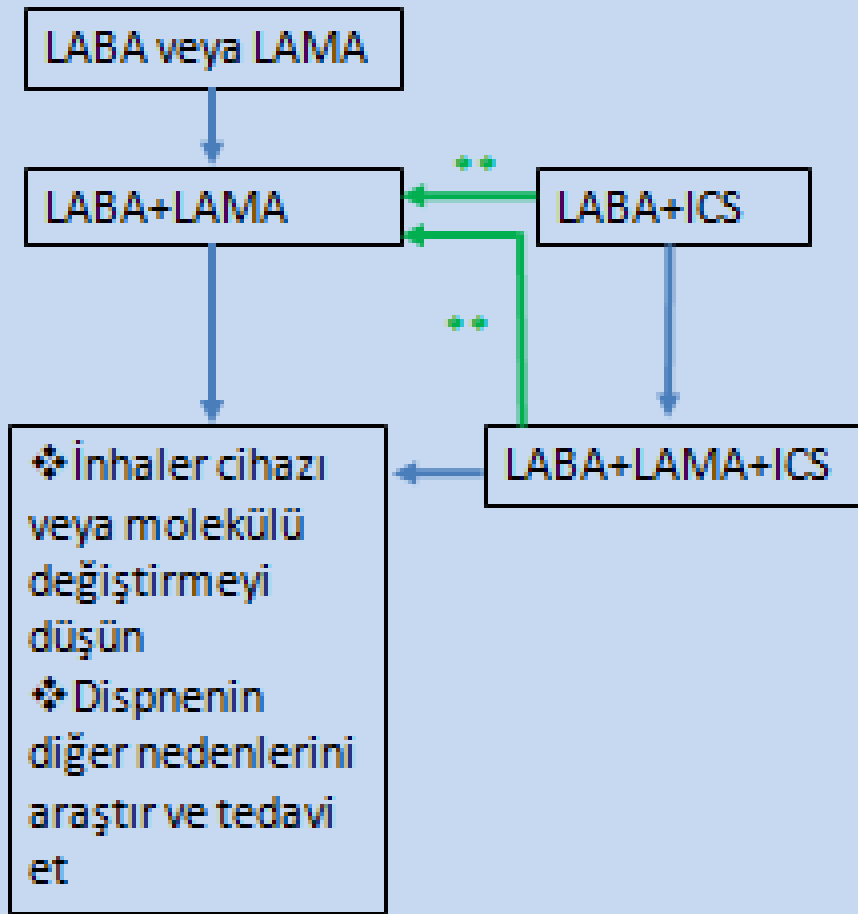 LABA veya LAMA
LABA+LAMA
••
LABA+ICS
••
❖İnhaler cihazı
veya molekülü
değiştirmeyi
düşün
❖Dispnenin
diğer nedenlerini
araştır ve tedavi
et
LABA+LAMA+ICS